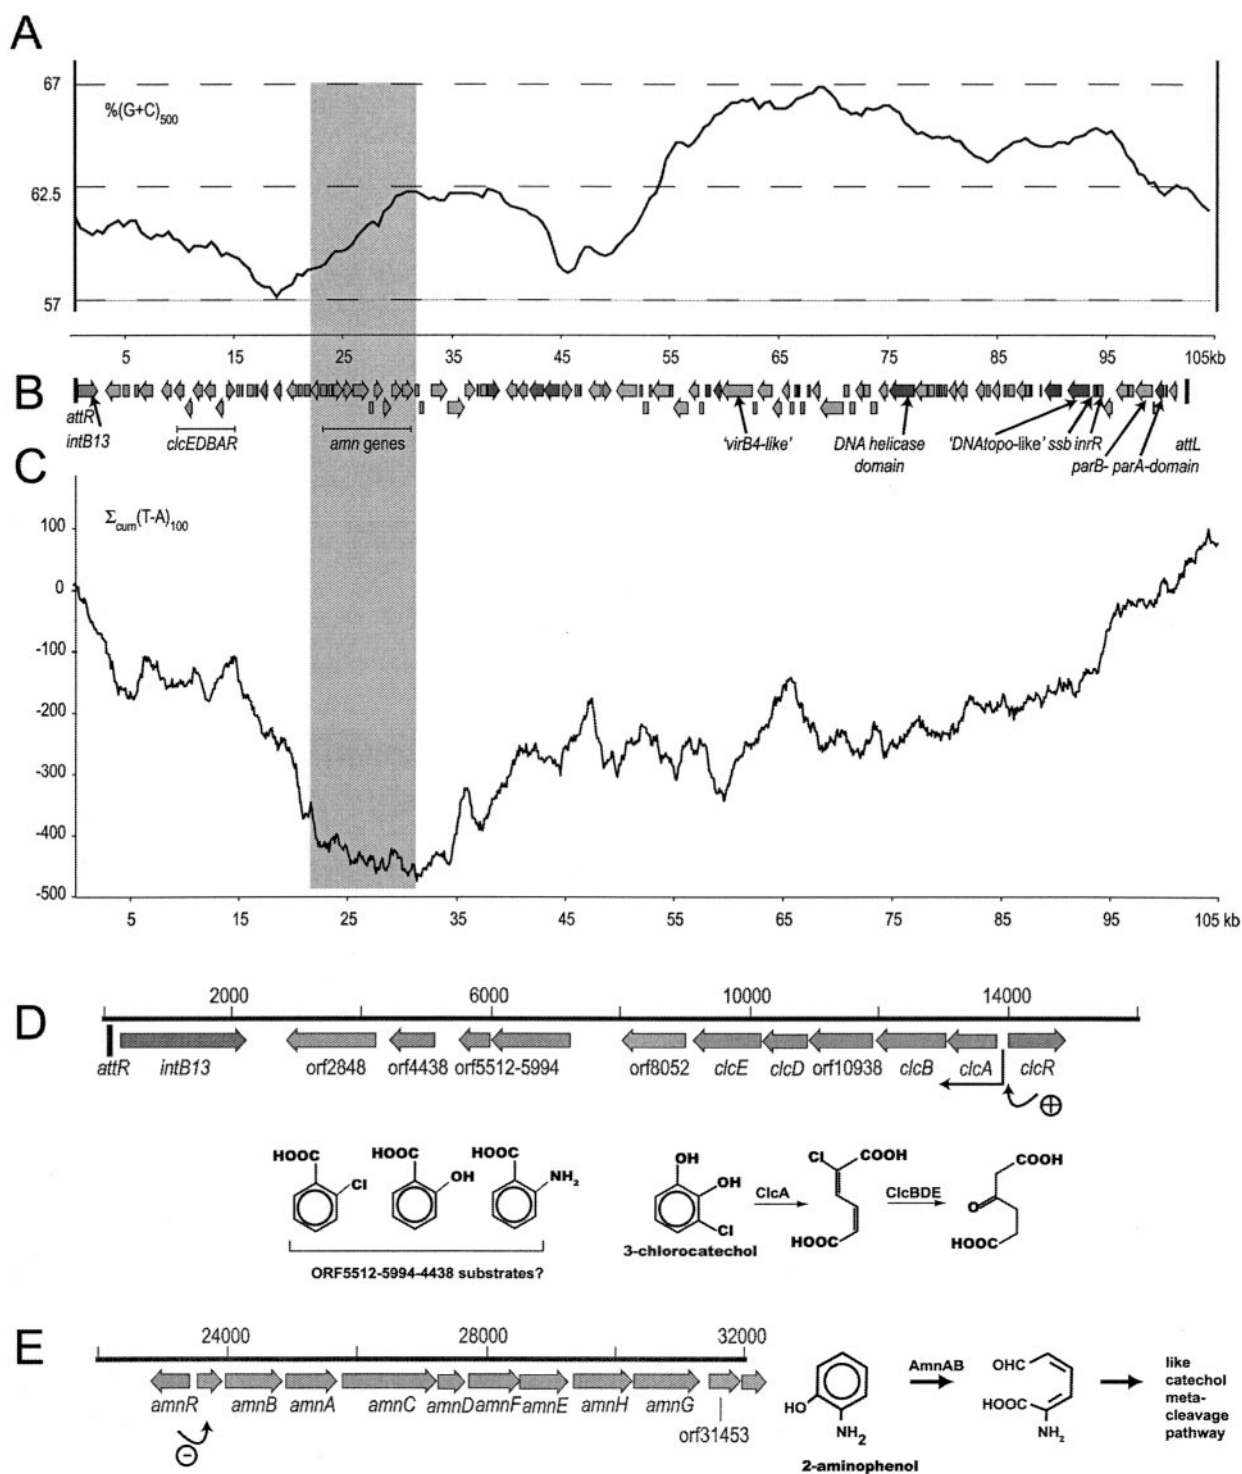 A
67
%(G+C)500
62.5
57
5 15 25 35 45 55 65 75 85 95 105kb
B
attR
intB13
clcEDBAR
amn genes
'virB4-like'
DNA helicase
domain
'DNAtopo-like' ssb inrR
parB- parA-domain
attL
C
Σcum(T-A)100
100
0
-100
-200
-300
-400
-500
5 15 25 35 45 55 65 75 85 95 105 kb
D
2000 6000 10000 14000
attR intB13 orf2848 orf4438 orf5512-5994 orf8052 clcE clcD orf10938 clcB clcA clcR
+
HOOC Cl
HOOC OH
HOOC NH2
ORF5512-5994-4438 substrates?
OH
OH
Cl
3-chlorocatechol
ClcA
Cl COOH
HOOC
ClcBDE
COOH
O
HOOC
E
24000 28000 32000
amnR amnB amnA amnC amnD amnF amnE amnH amnG
orf31453
-
HO
NH2
2-aminophenol
AmnAB
OHC
HOOC
NH2
like
catechol
meta-
cleavage
pathway